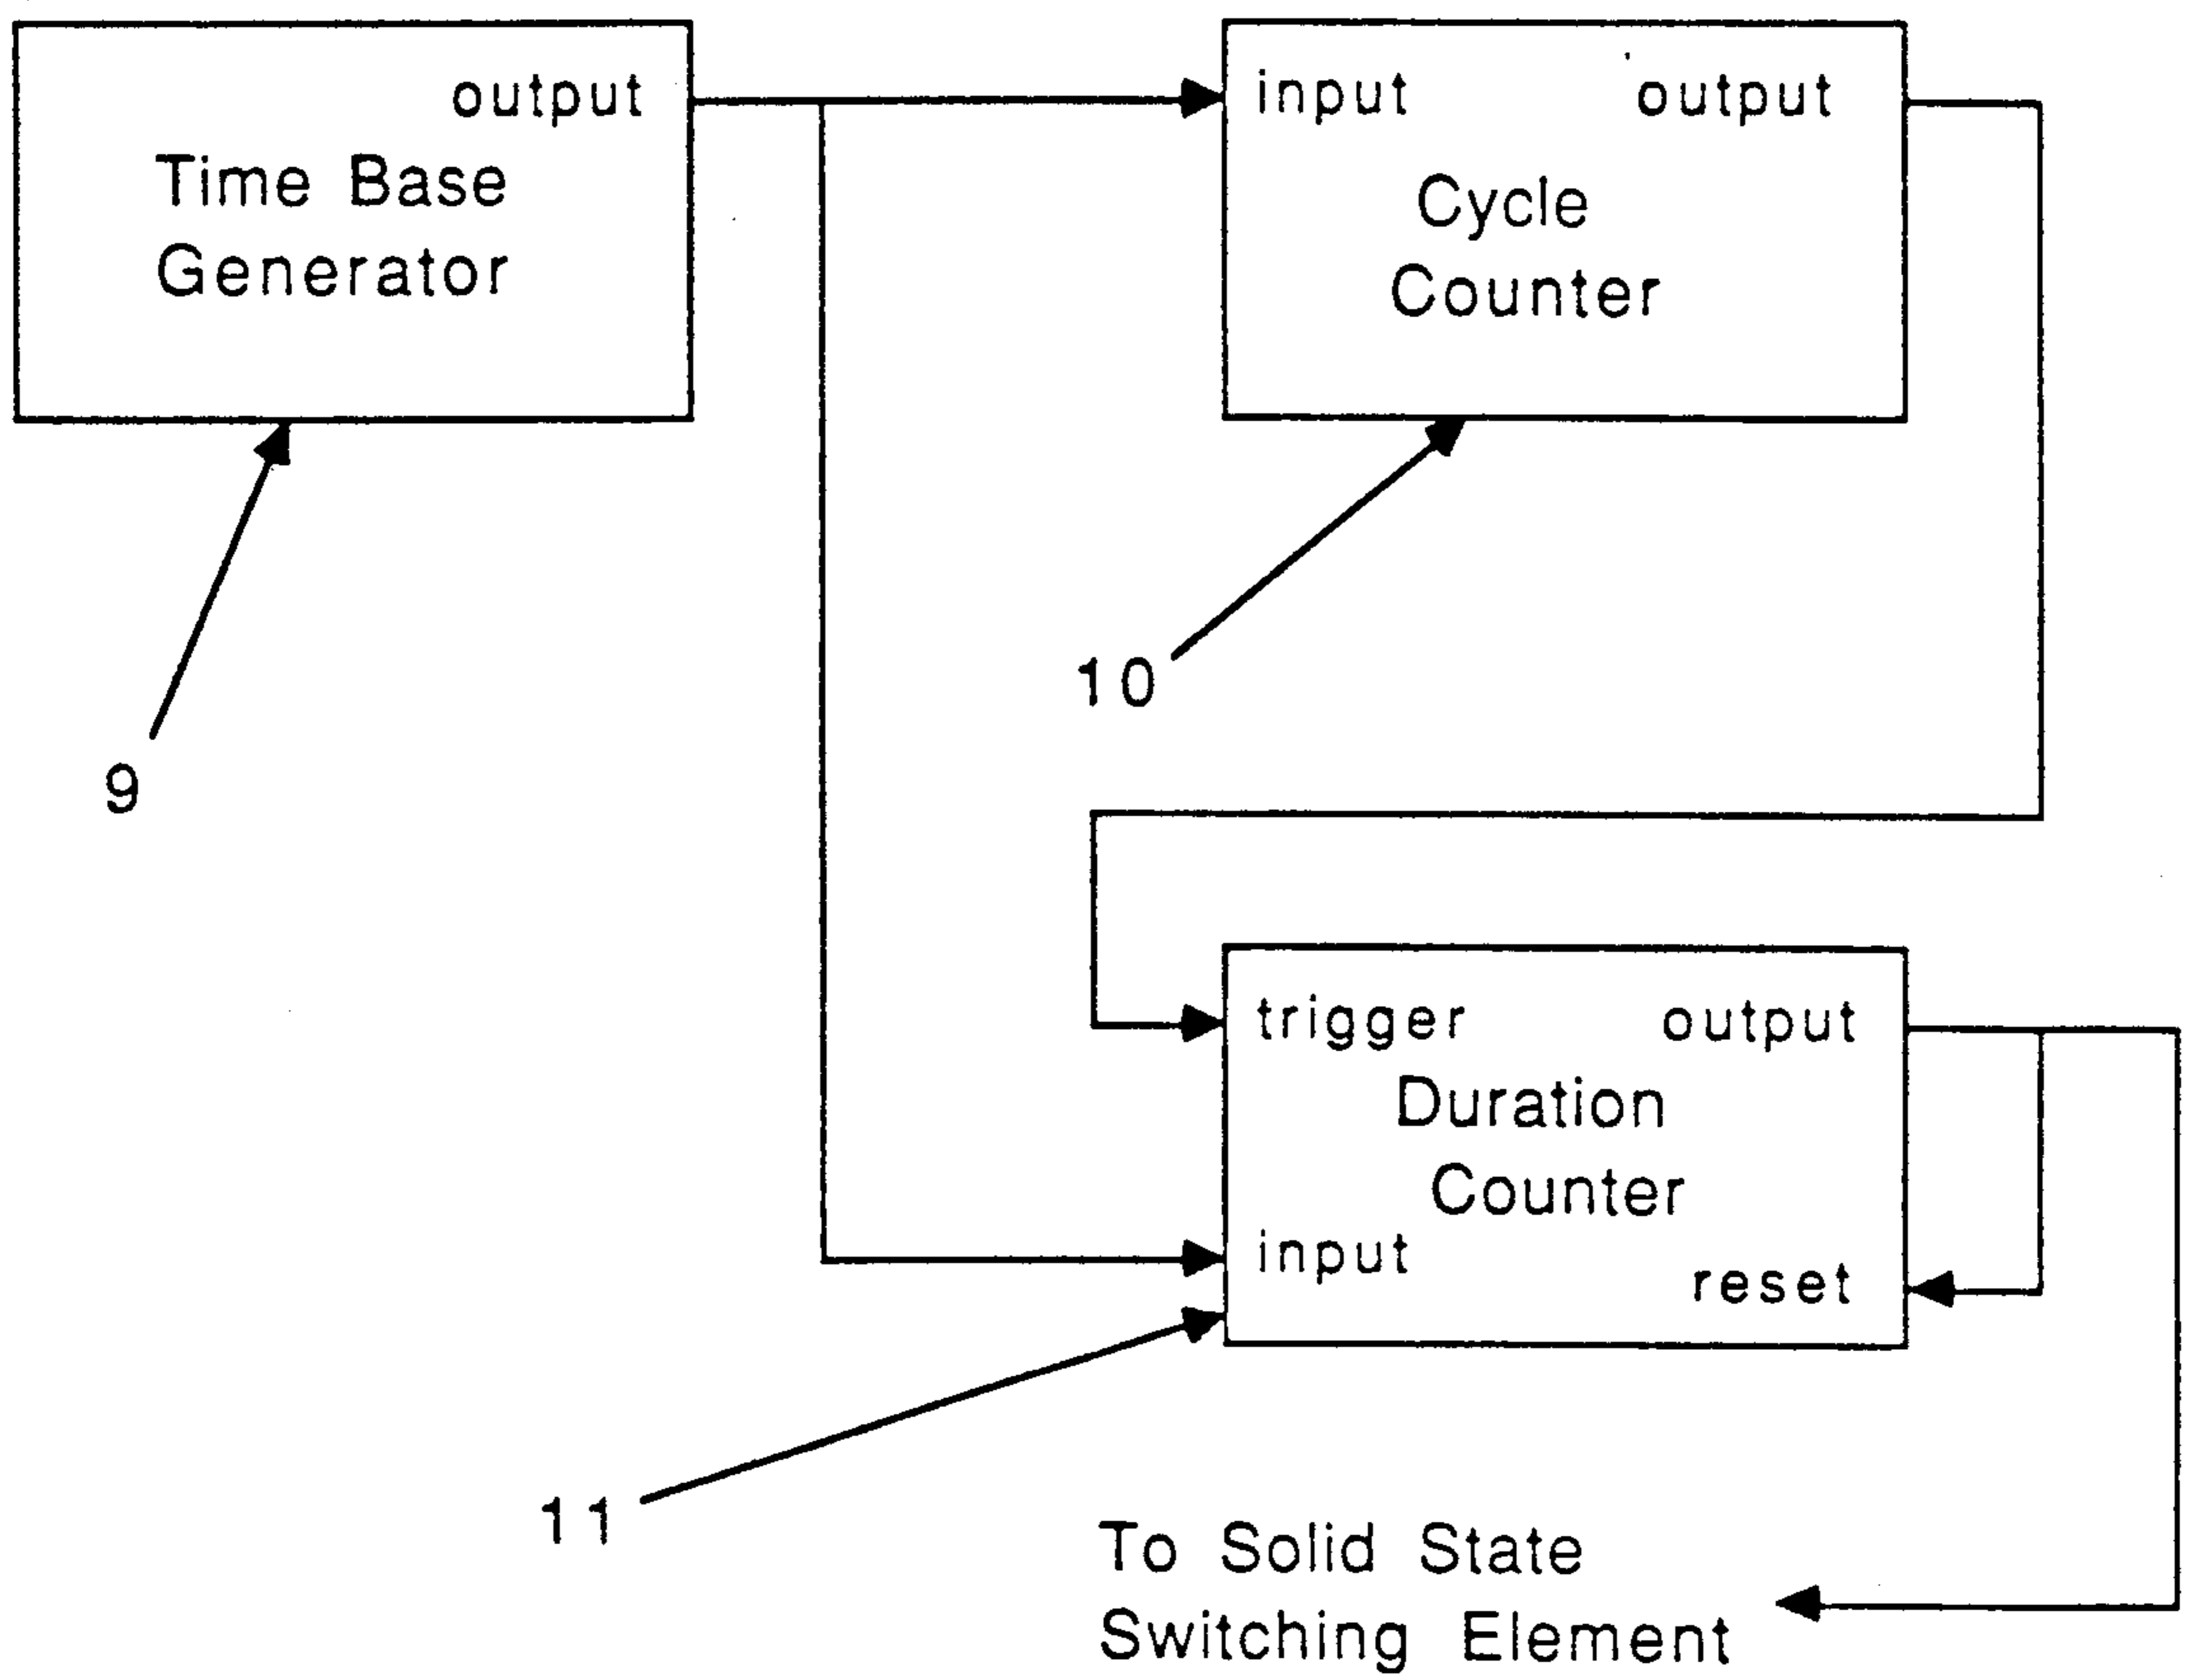 output
Time Base
Generator
input output
Cycle
Counter
10
9
trigger output
Duration
Counter
input
reset
11
To Solid State
Switching Element